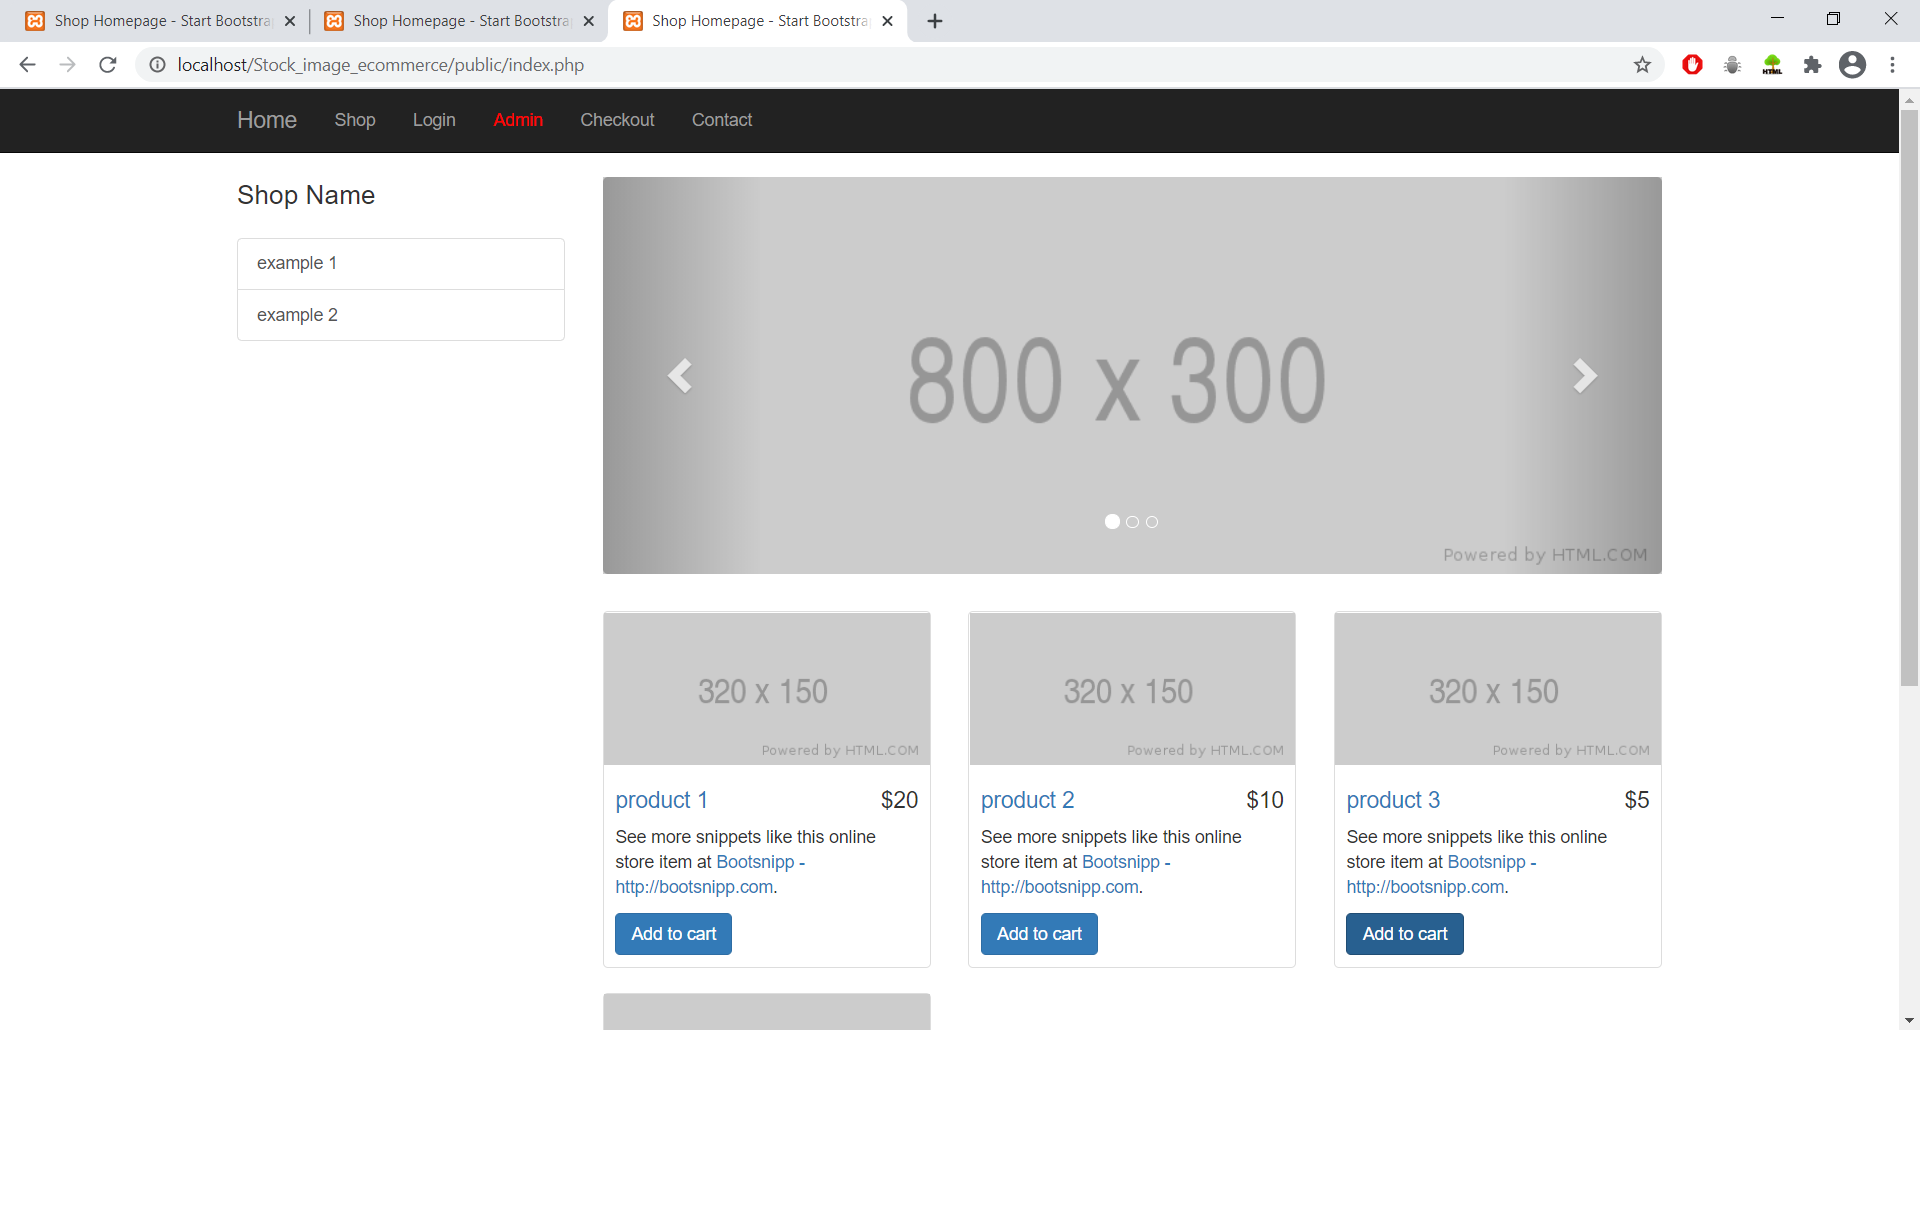 Shop Homepage - Start Bootstra
Shop Homepage - Start Bootstra
Shop Homepage - Start Bootstra
localhost/Stock_image_ecommerce/public/index.php
HTML
Home Shop Login Admin Checkout Contact
Shop Name
example 1
example 2
800 x 300
Powered by HTML.COM
320 x 150
Powered by HTML.COM
product 1 $20
See more snippets like this online
store item at Bootsnipp -
http://bootsnipp.com.
Add to cart
320 x 150
Powered by HTML.COM
product 2 $10
See more snippets like this online
store item at Bootsnipp -
http://bootsnipp.com.
Add to cart
320 x 150
Powered by HTML.COM
product 3 $5
See more snippets like this online
store item at Bootsnipp -
http://bootsnipp.com.
Add to cart